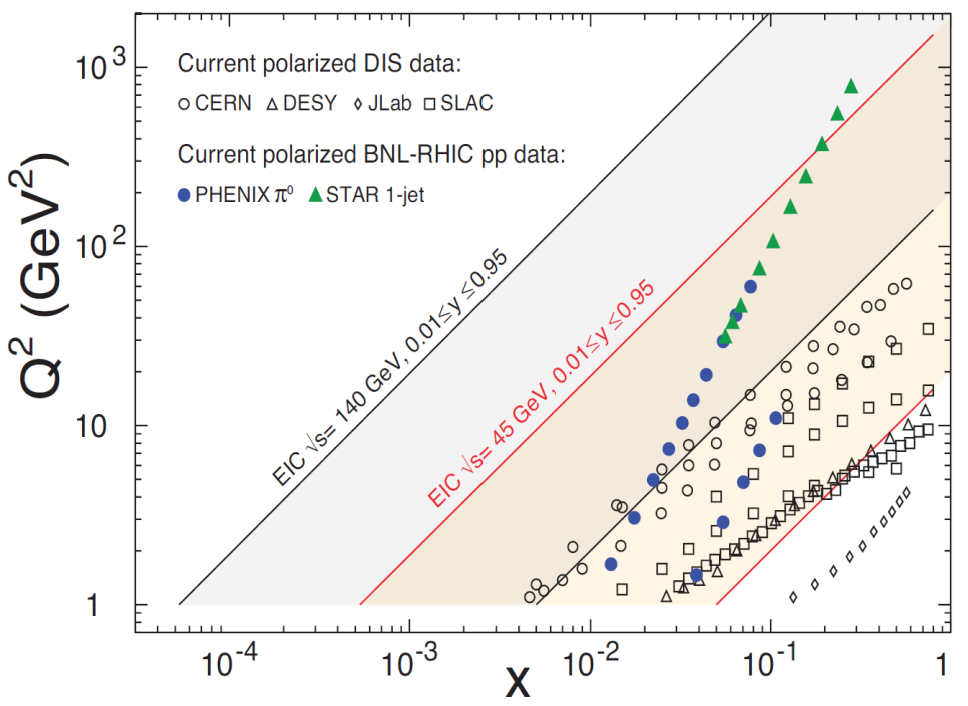 Current polarized DIS data:
○ CERN △ DESY ◊ JLab □ SLAC
Current polarized BNL-RHIC pp data:
● PHENIX π⁰ ▲ STAR 1-jet
EIC √s= 140 GeV, 0.01≤y≤0.95
EIC √s= 45 GeV, 0.01≤y≤0.95
Q² (GeV²)
10³
10²
10
1
10⁻⁴ 10⁻³ 10⁻² 10⁻¹ 1
x